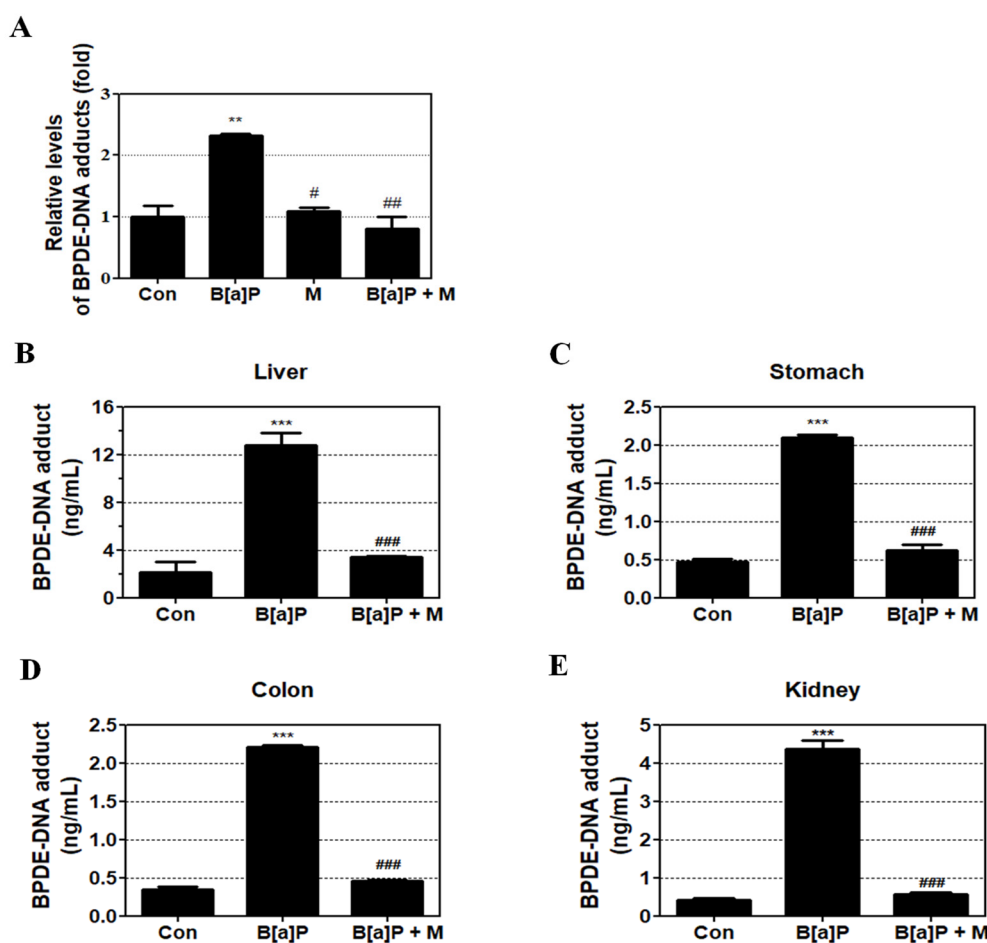 A
Relative levels
of BPDE-DNA adducts (fold)
3
2
1
0
**
#
##
Con B[a]P M B[a]P + M
B
Liver
BPDE-DNA adduct
(ng/mL)
16
12
8
4
0
***
###
Con B[a]P B[a]P + M
C
Stomach
BPDE-DNA adduct
(ng/mL)
2.5
2.0
1.5
1.0
0.5
0.0
***
###
Con B[a]P B[a]P + M
D
Colon
BPDE-DNA adduct
(ng/mL)
2.5
2.0
1.5
1.0
0.5
0.0
***
###
Con B[a]P B[a]P + M
E
Kidney
BPDE-DNA adduct
(ng/mL)
5
4
3
2
1
0
***
###
Con B[a]P B[a]P + M